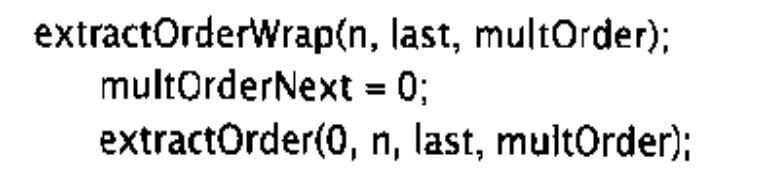 extractOrderWrap(n, last, multOrder);
multOrderNext = 0;
extractOrder(0, n, last, multOrder);